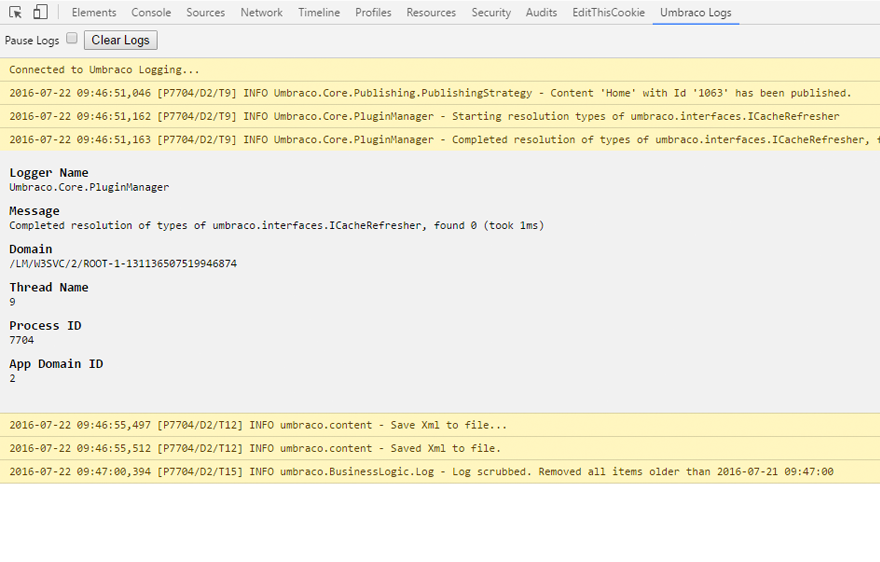 Elements Console Sources Network Timeline Profiles Resources Security Audits EditThisCookie Umbraco Logs
Pause Logs Clear Logs
Connected to Umbraco Logging...
2016-07-22 09:46:51,046 [P7704/D2/T9] INFO Umbraco.Core.Publishing.PublishingStrategy - Content 'Home' with Id '1063' has been published.
2016-07-22 09:46:51,162 [P7704/D2/T9] INFO Umbraco.Core.PluginManager - Starting resolution types of umbraco.interfaces.ICacheRefresher
2016-07-22 09:46:51,163 [P7704/D2/T9] INFO Umbraco.Core.PluginManager - Completed resolution of types of umbraco.interfaces.ICacheRefresher,
Logger Name
Umbraco.Core.PluginManager
Message
Completed resolution of types of umbraco.interfaces.ICacheRefresher, found 0 (took 1ms)
Domain
/LM/W3SVC/2/ROOT-1-131136507519946874
Thread Name
9
Process ID
7704
App Domain ID
2
2016-07-22 09:46:55,497 [P7704/D2/T12] INFO umbraco.content - Save Xml to file...
2016-07-22 09:46:55,512 [P7704/D2/T12] INFO umbraco.content - Saved Xml to file.
2016-07-22 09:47:00,394 [P7704/D2/T15] INFO umbraco.BusinessLogic.Log - Log scrubbed. Removed all items older than 2016-07-21 09:47:00